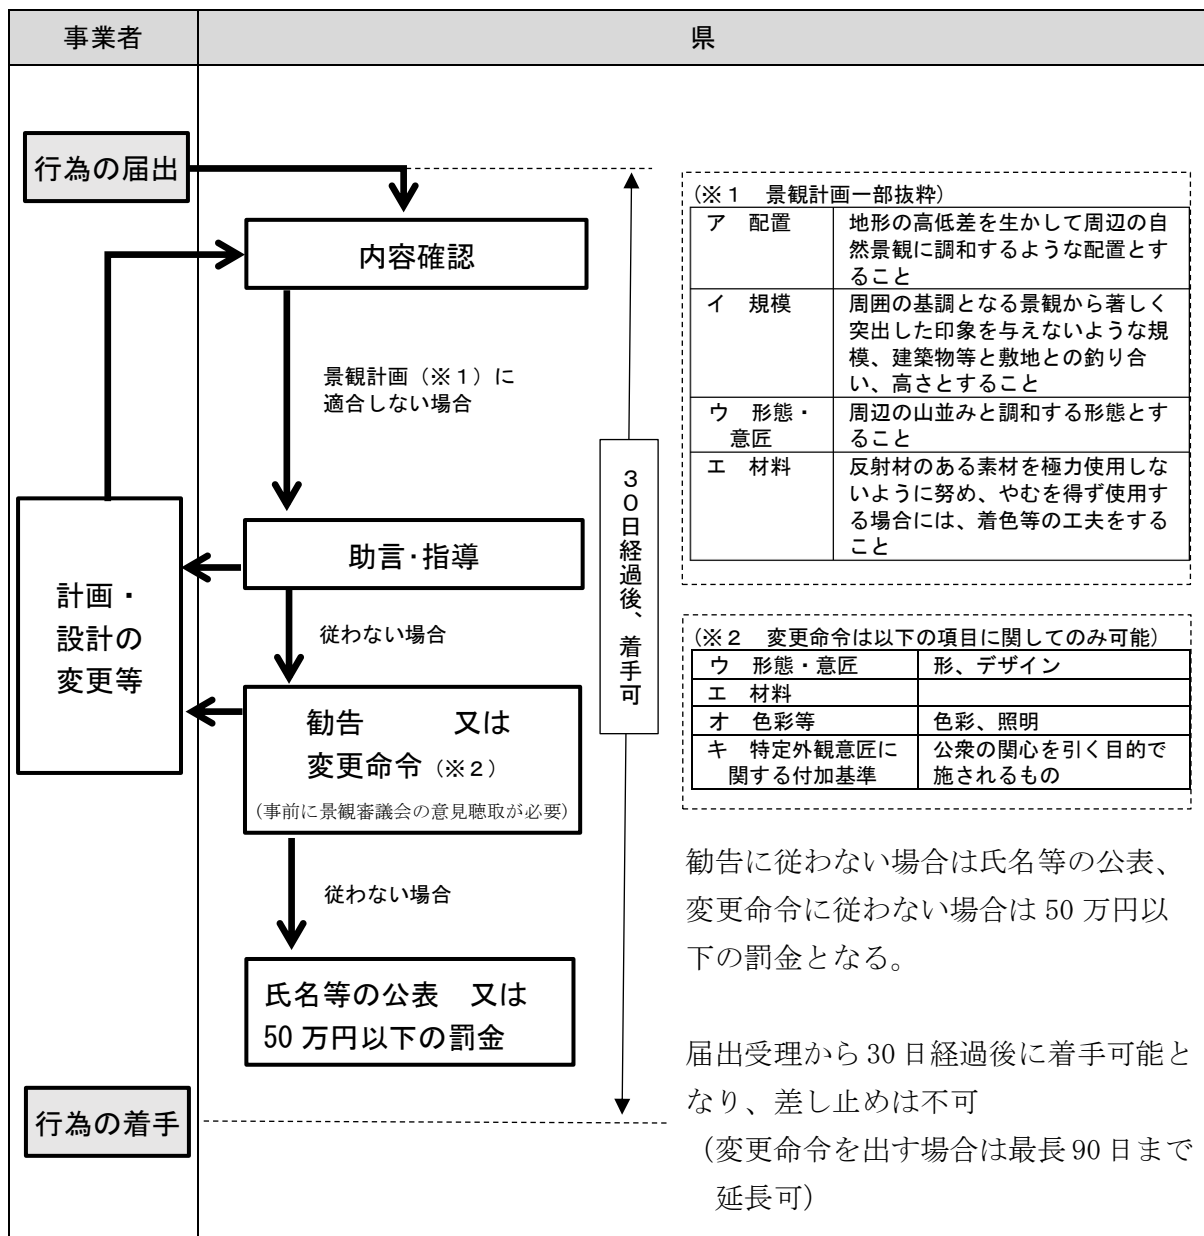 事業者
県
行為の届出
内容確認
景観計画（※１）に
適合しない場合
助言・指導
従わない場合
計画・
設計の
変更等
勧告　　又は
変更命令（※２）
(事前に景観審議会の意見聴取が必要)
従わない場合
氏名等の公表　又は
50 万円以下の罰金
行為の着手
３０日経過後、着手可
(※１　景観計画一部抜粋)
ア　配置
地形の高低差を生かして周辺の自
然景観に調和するような配置とす
ること
イ　規模
周囲の基調となる景観から著しく
突出した印象を与えないような規
模、建築物等と敷地との釣り合
い、高さとすること
ウ　形態・
意匠
周辺の山並みと調和する形態とす
ること
エ　材料
反射材のある素材を極力使用しな
いように努め、やむを得ず使用す
る場合には、着色等の工夫をする
こと
(※２　変更命令は以下の項目に関してのみ可能)
ウ　形態・意匠
形、デザイン
エ　材料
オ　色彩等
色彩、照明
キ　特定外観意匠に
関する付加基準
公衆の関心を引く目的で
施されるもの
勧告に従わない場合は氏名等の公表、
変更命令に従わない場合は 50 万円以
下の罰金となる。
届出受理から 30 日経過後に着手可能と
なり、差し止めは不可
（変更命令を出す場合は最長 90 日まで
延長可）